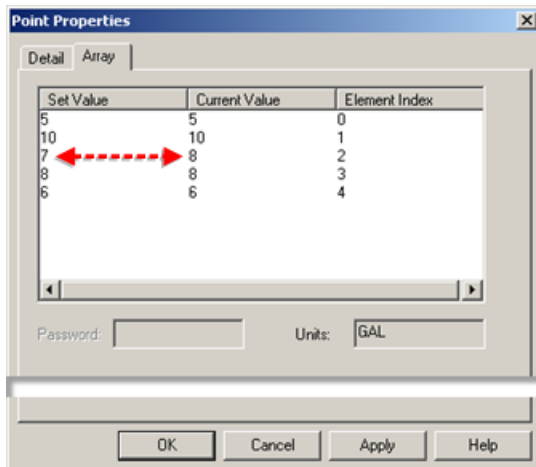 Point Properties
Detail Array
Set Value Current Value Element Index
5 5 0
10 10 1
7 8 2
8 8 3
6 6 4
Password: Units: GAL
OK Cancel Apply Help